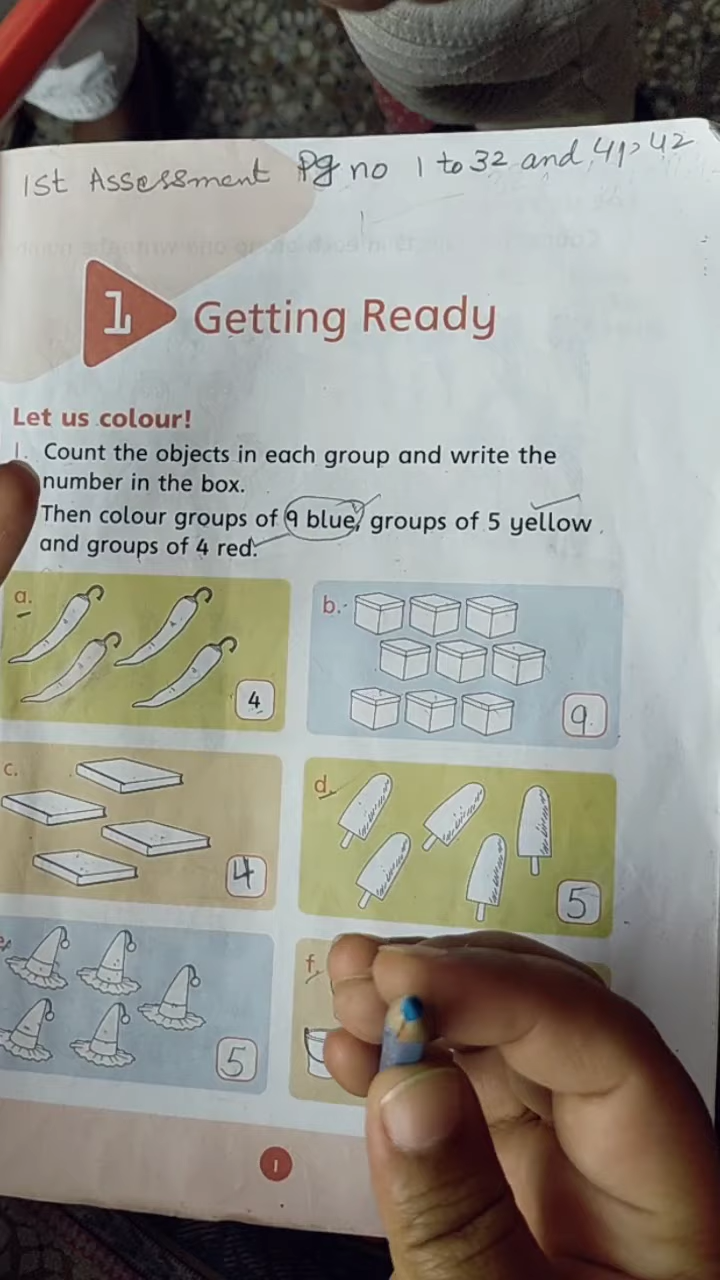 1st Assessment Pg no 1 to 32 and 41, 42
1 Getting Ready
Let us colour!
1. Count the objects in each group and write the
number in the box.
Then colour groups of 9 blue, groups of 5 yellow
and groups of 4 red.
a.
4
b.
9
c.
4
d.
5
5
f.
1